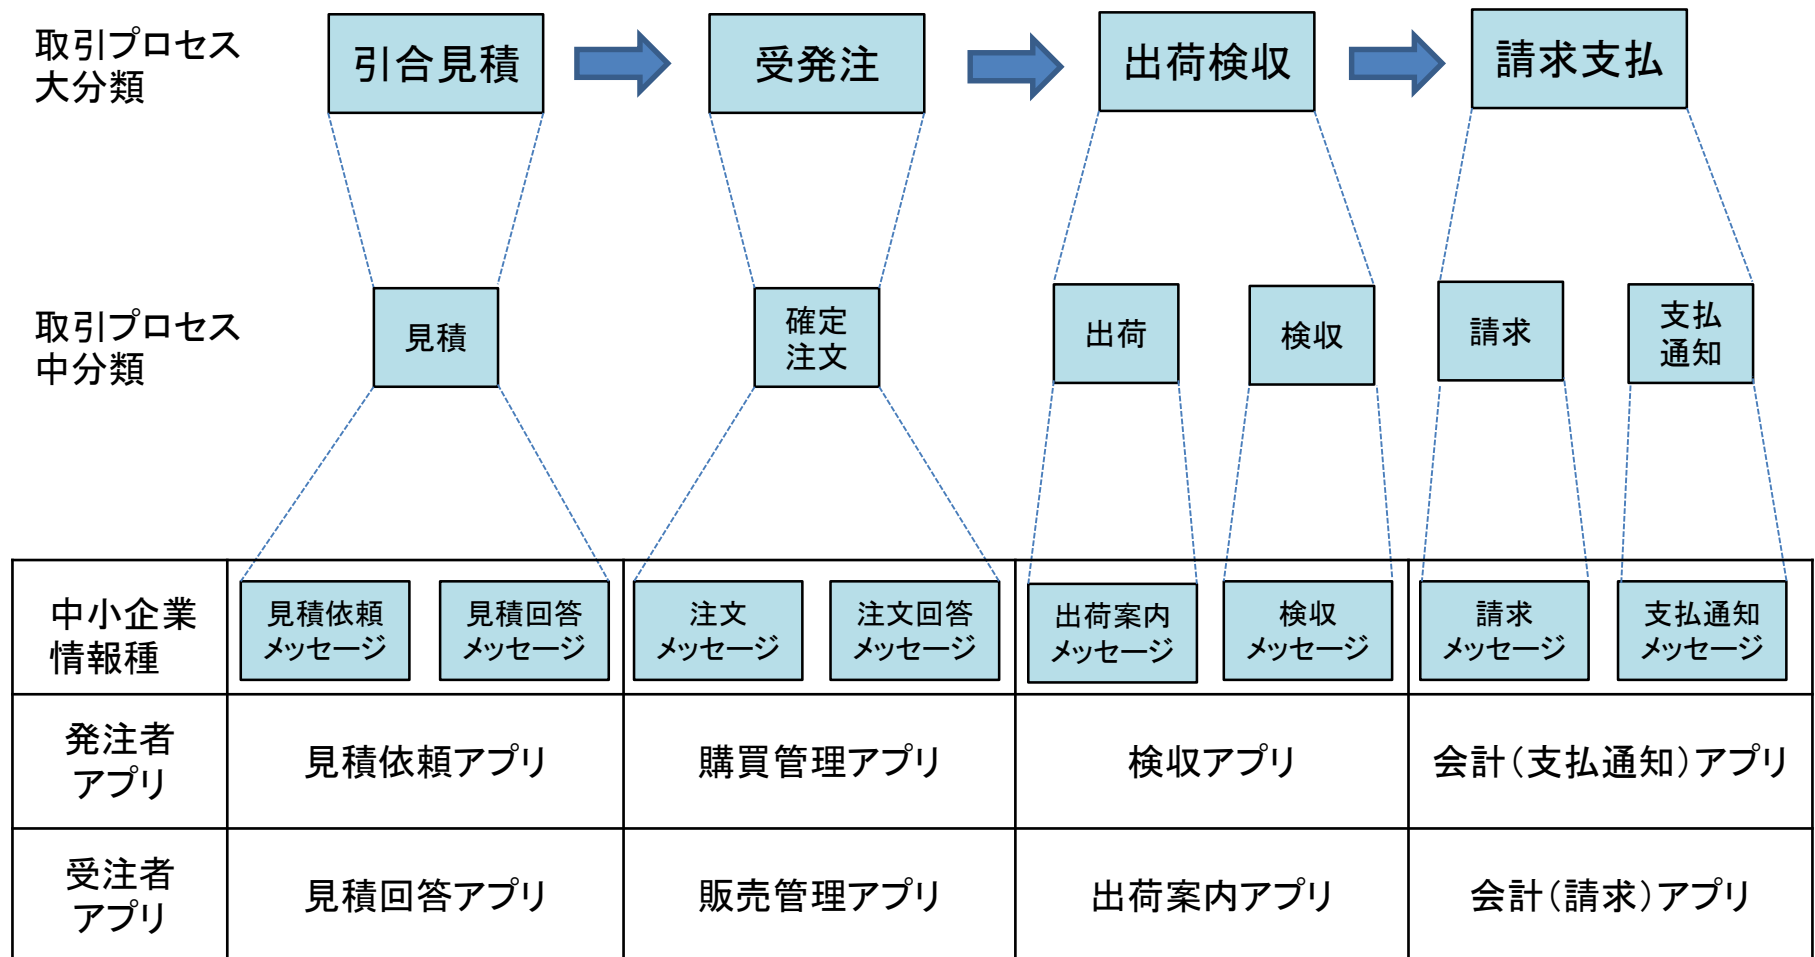 取引プロセス
大分類
引合見積
受発注
出荷検収
請求支払
取引プロセス
中分類
見積
確定
注文
出荷
検収
請求
支払
通知
中小企業
情報種
見積依頼
メッセージ
見積回答
メッセージ
注文
メッセージ
注文回答
メッセージ
出荷案内
メッセージ
検収
メッセージ
請求
メッセージ
支払通知
メッセージ
発注者
アプリ
見積依頼アプリ
購買管理アプリ
検収アプリ
会計(支払通知)アプリ
受注者
アプリ
見積回答アプリ
販売管理アプリ
出荷案内アプリ
会計(請求)アプリ